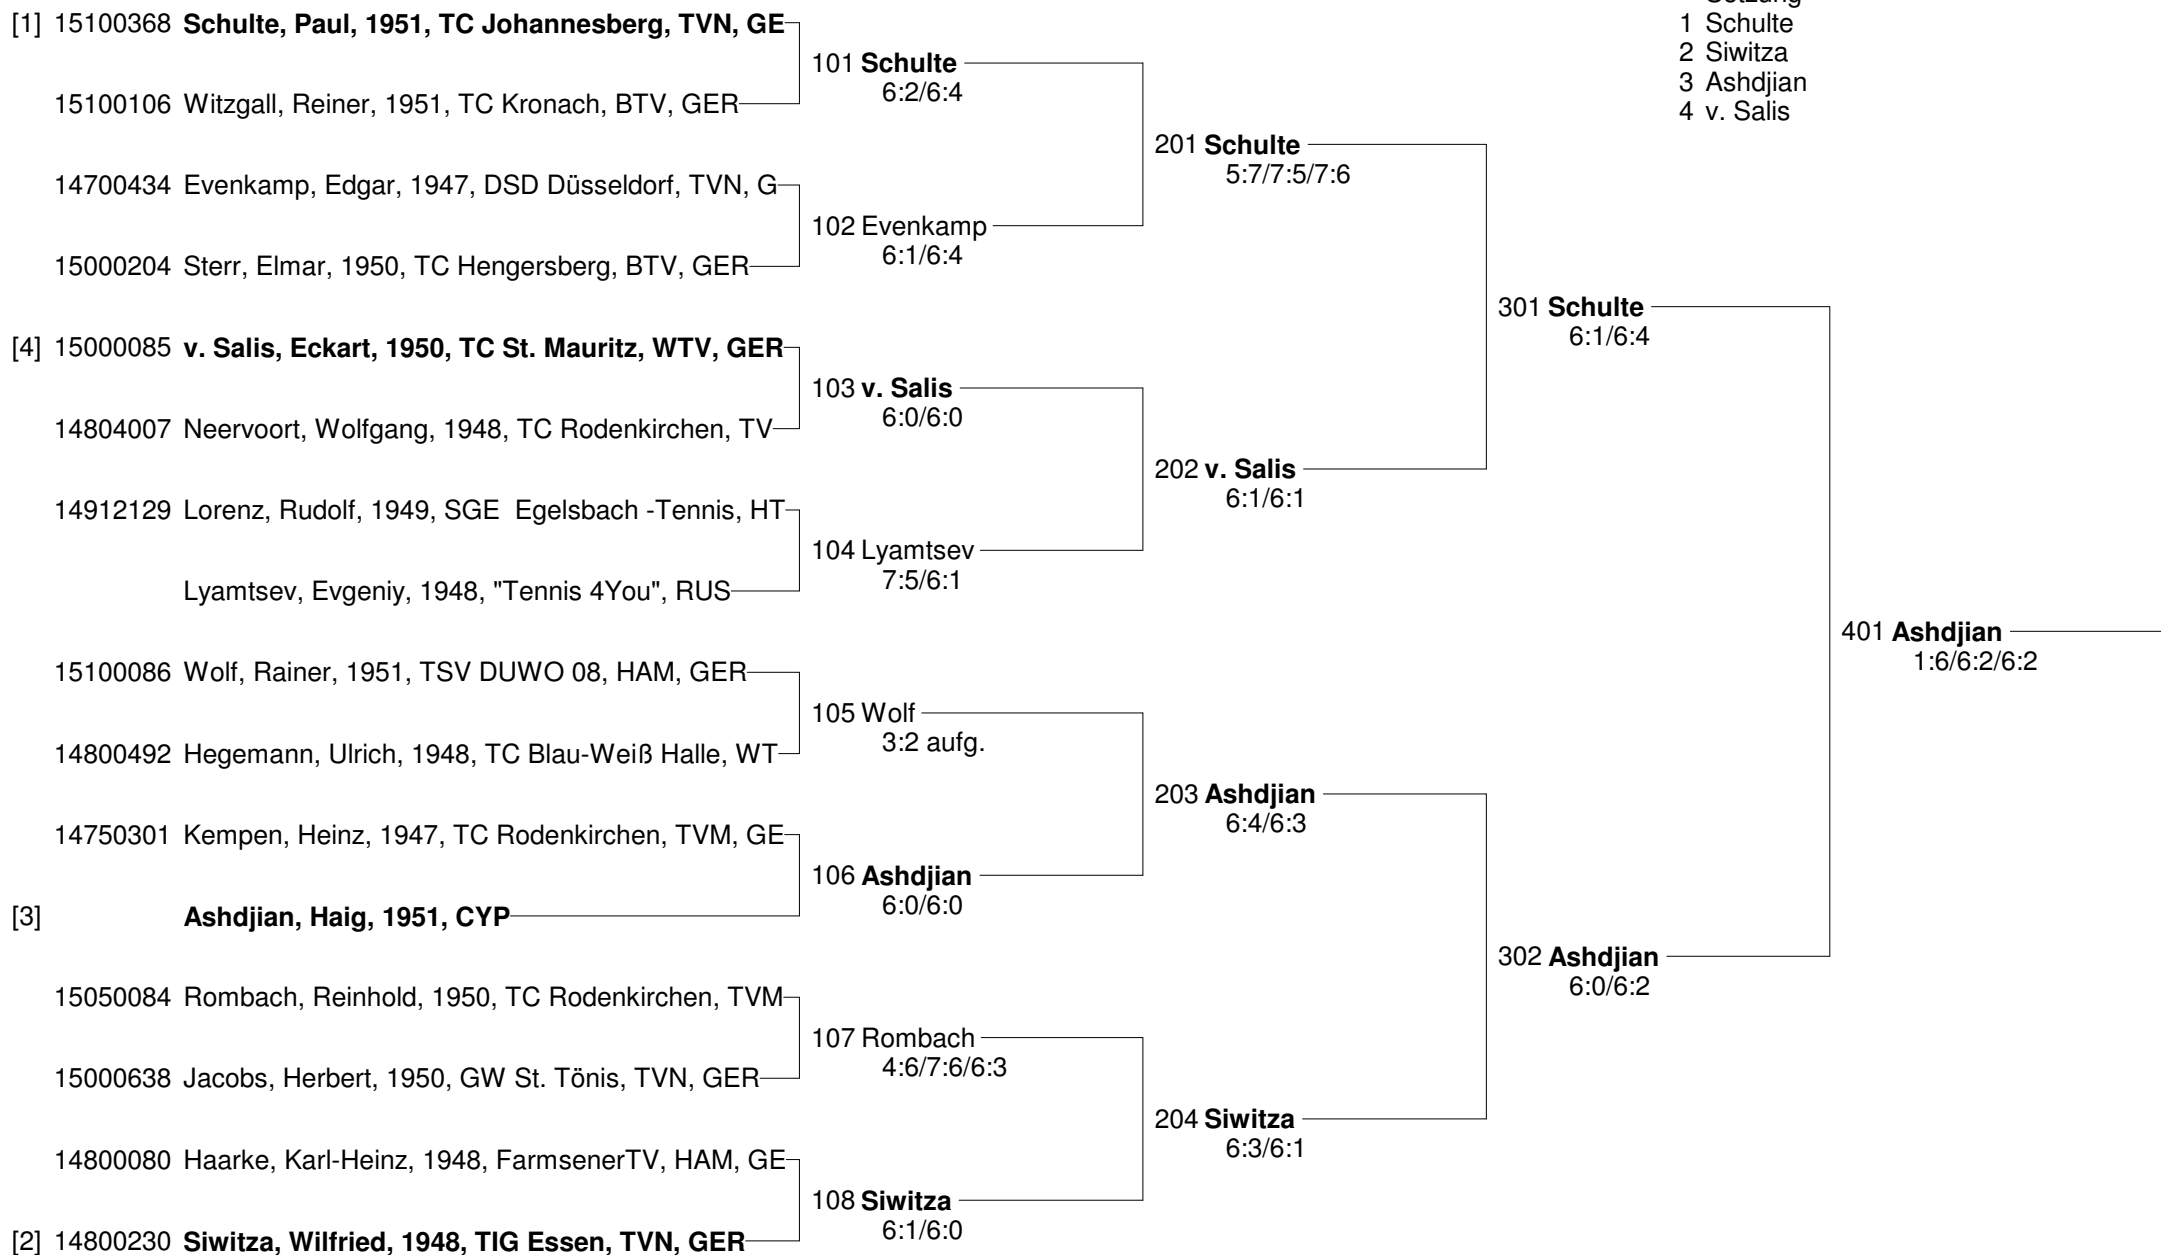 Setzung
1 Schulte
2 Siwitza
3 Ashdjian
4 v. Salis
[1] 15100368 Schulte, Paul, 1951, TC Johannesberg, TVN, GE
101 Schulte
6:2/6:4
15100106 Witzgall, Reiner, 1951, TC Kronach, BTV, GER
201 Schulte
5:7/7:5/7:6
14700434 Evenkamp, Edgar, 1947, DSD Düsseldorf, TVN, G
102 Evenkamp
6:1/6:4
15000204 Sterr, Elmar, 1950, TC Hengersberg, BTV, GER
301 Schulte
6:1/6:4
[4] 15000085 v. Salis, Eckart, 1950, TC St. Mauritz, WTV, GER
103 v. Salis
6:0/6:0
14804007 Neervoort, Wolfgang, 1948, TC Rodenkirchen, TV
202 v. Salis
6:1/6:1
14912129 Lorenz, Rudolf, 1949, SGE Egelsbach -Tennis, HT
104 Lyamtsev
7:5/6:1
Lyamtsev, Evgeniy, 1948, "Tennis 4You", RUS
401 Ashdjian
1:6/6:2/6:2
15100086 Wolf, Rainer, 1951, TSV DUWO 08, HAM, GER
105 Wolf
3:2 aufg.
14800492 Hegemann, Ulrich, 1948, TC Blau-Weiß Halle, WT
203 Ashdjian
6:4/6:3
14750301 Kempen, Heinz, 1947, TC Rodenkirchen, TVM, GE
106 Ashdjian
6:0/6:0
[3] Ashdjian, Haig, 1951, CYP
302 Ashdjian
6:0/6:2
15050084 Rombach, Reinhold, 1950, TC Rodenkirchen, TVM
107 Rombach
4:6/7:6/6:3
15000638 Jacobs, Herbert, 1950, GW St. Tönis, TVN, GER
204 Siwitza
6:3/6:1
14800080 Haarke, Karl-Heinz, 1948, FarmsenerTV, HAM, GE
108 Siwitza
6:1/6:0
[2] 14800230 Siwitza, Wilfried, 1948, TIG Essen, TVN, GER